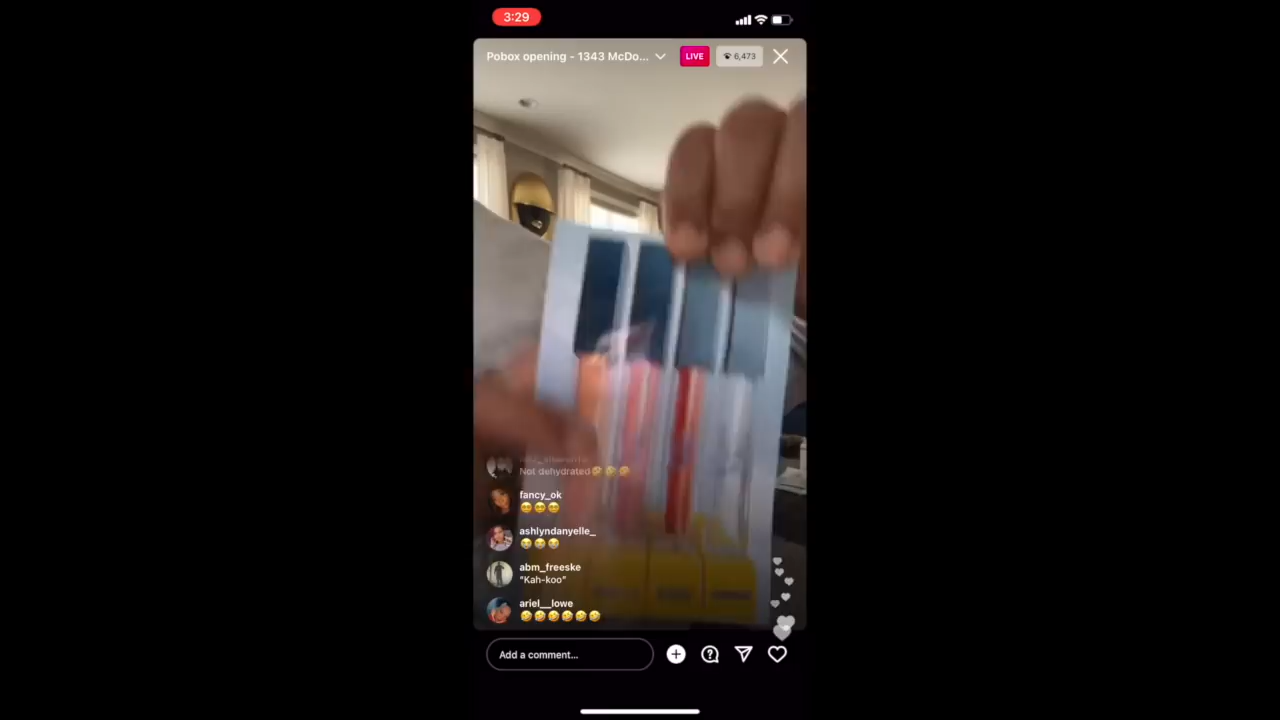 3:29
Pobox opening - 1343 McDo...
LIVE
6,473
Not dehydrated🤣🤣🤣
fancy_ok
🥺🥺🥺
ashlyndanyelle_
😭😭😭
abm_freeske
"Kah-koo"
ariel__lowe
🤣🤣🤣🤣🤣🤣
Add a comment...